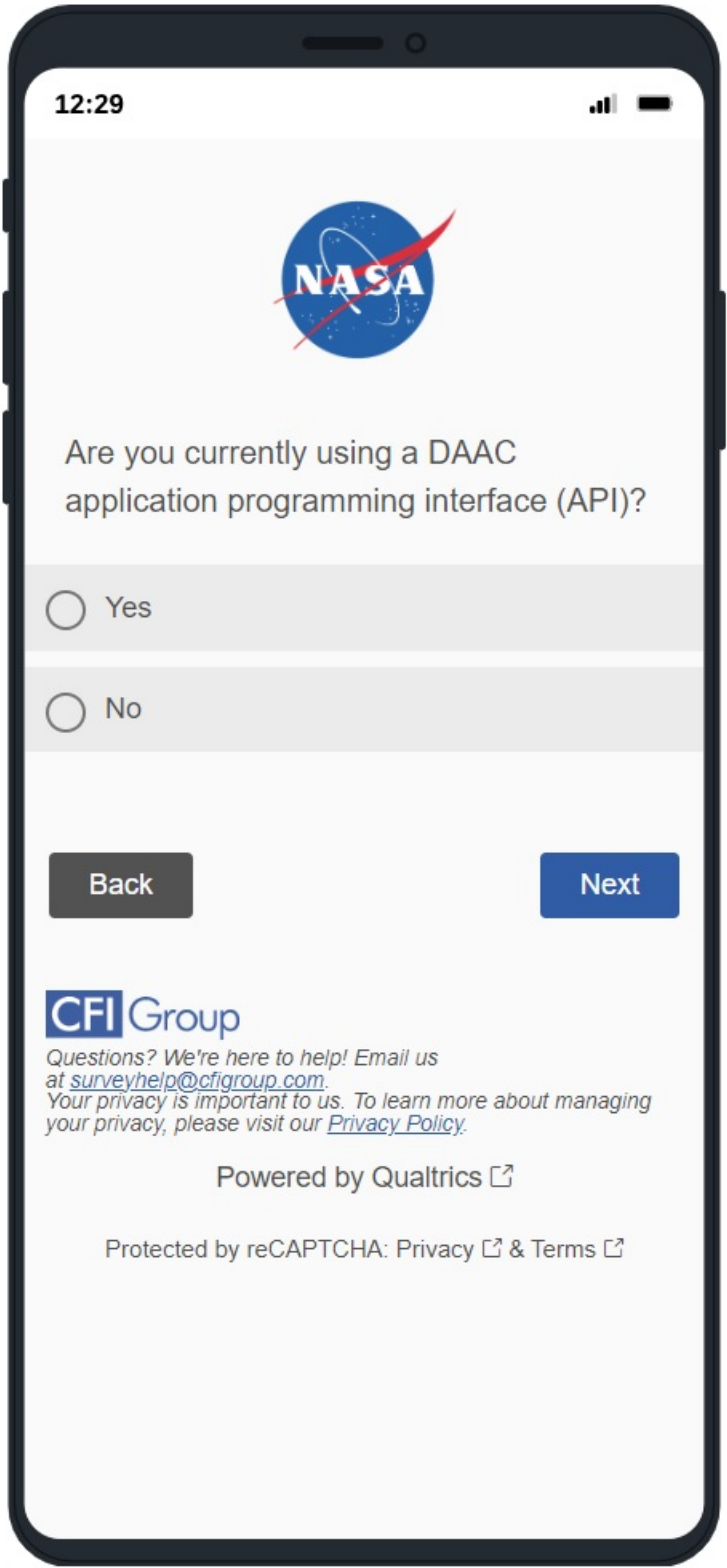 12:29
NASA
Are you currently using a DAAC
application programming interface (API)?
Yes
No
Back
Next
CFI Group
Questions? We're here to help! Email us
at surveyhelp@cfigroup.com.
Your privacy is important to us. To learn more about managing
your privacy, please visit our Privacy Policy.
Powered by Qualtrics
Protected by reCAPTCHA: Privacy & Terms